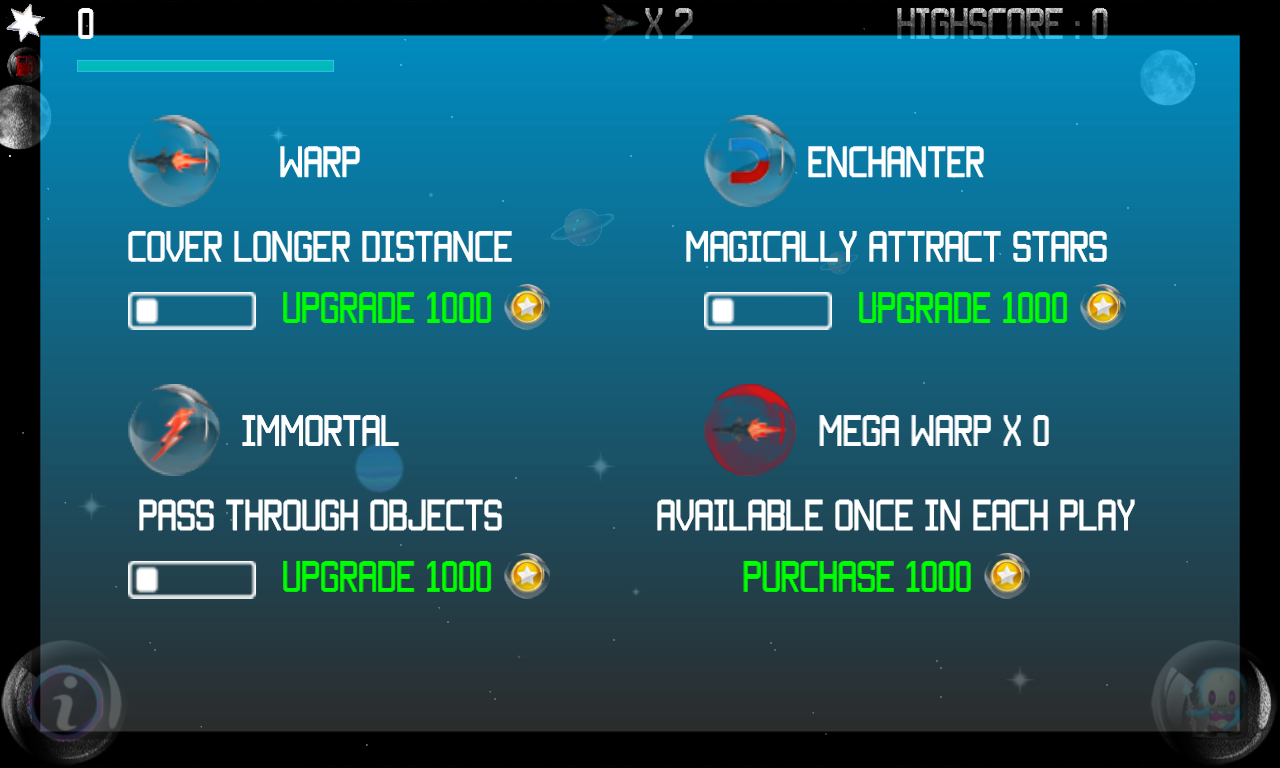 0
X 2
HIGHSCORE : 0
WARP
COVER LONGER DISTANCE
UPGRADE 1000
ENCHANTER
MAGICALLY ATTRACT STARS
UPGRADE 1000
IMMORTAL
PASS THROUGH OBJECTS
UPGRADE 1000
MEGA WARP X 0
AVAILABLE ONCE IN EACH PLAY
PURCHASE 1000
i